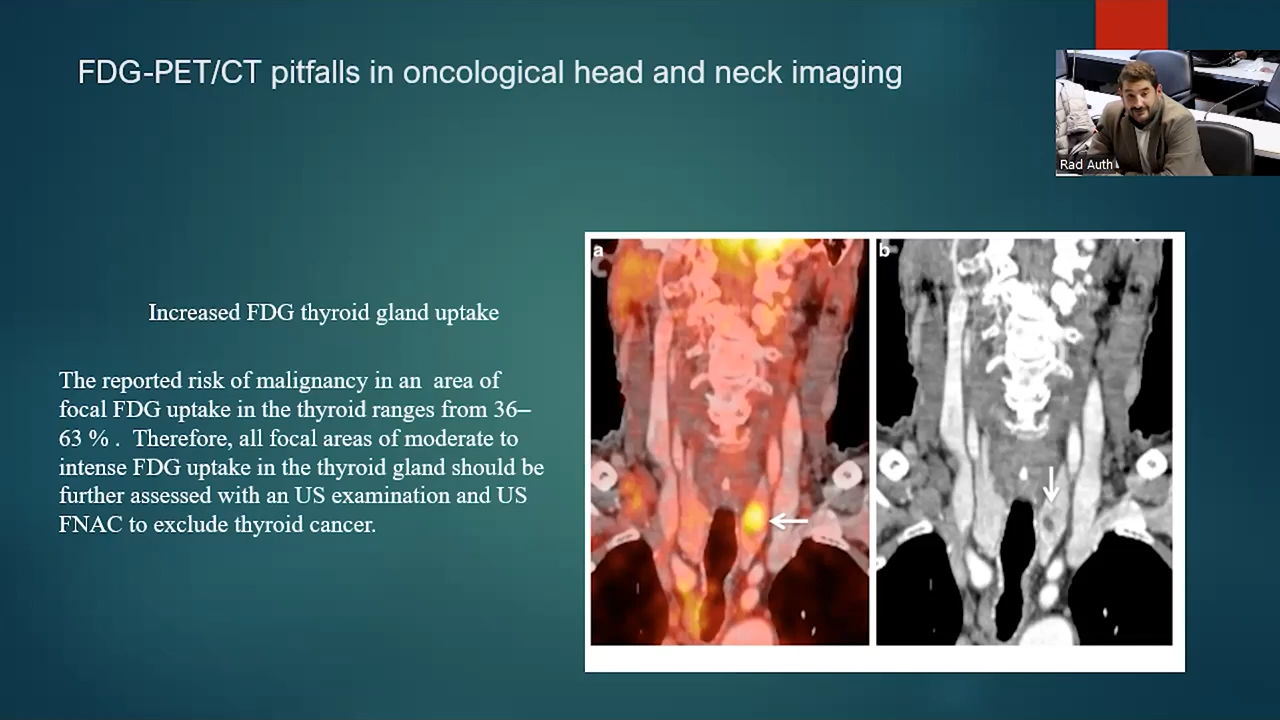 FDG-PET/CT pitfalls in oncological head and neck imaging
Rad Auth
a
b
Increased FDG thyroid gland uptake
The reported risk of malignancy in an area of
focal FDG uptake in the thyroid ranges from 36–
63 % . Therefore, all focal areas of moderate to
intense FDG uptake in the thyroid gland should be
further assessed with an US examination and US
FNAC to exclude thyroid cancer.